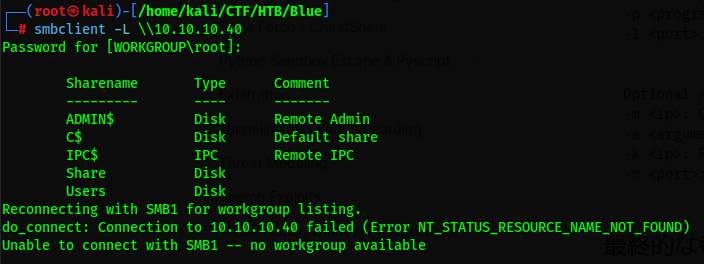 ┌──(root㉿kali)-[/home/kali/CTF/HTB/Blue]
└─# smbclient -L \\10.10.10.40
Password for [WORKGROUP\root]:
Sharename Type Comment
--------- ---- -------
ADMIN$ Disk Remote Admin
C$ Disk Default share
IPC$ IPC Remote IPC
Share Disk
Users Disk
Reconnecting with SMB1 for workgroup listing.
do_connect: Connection to 10.10.10.40 failed (Error NT_STATUS_RESOURCE_NAME_NOT_FOUND)
Unable to connect with SMB1 -- no workgroup available